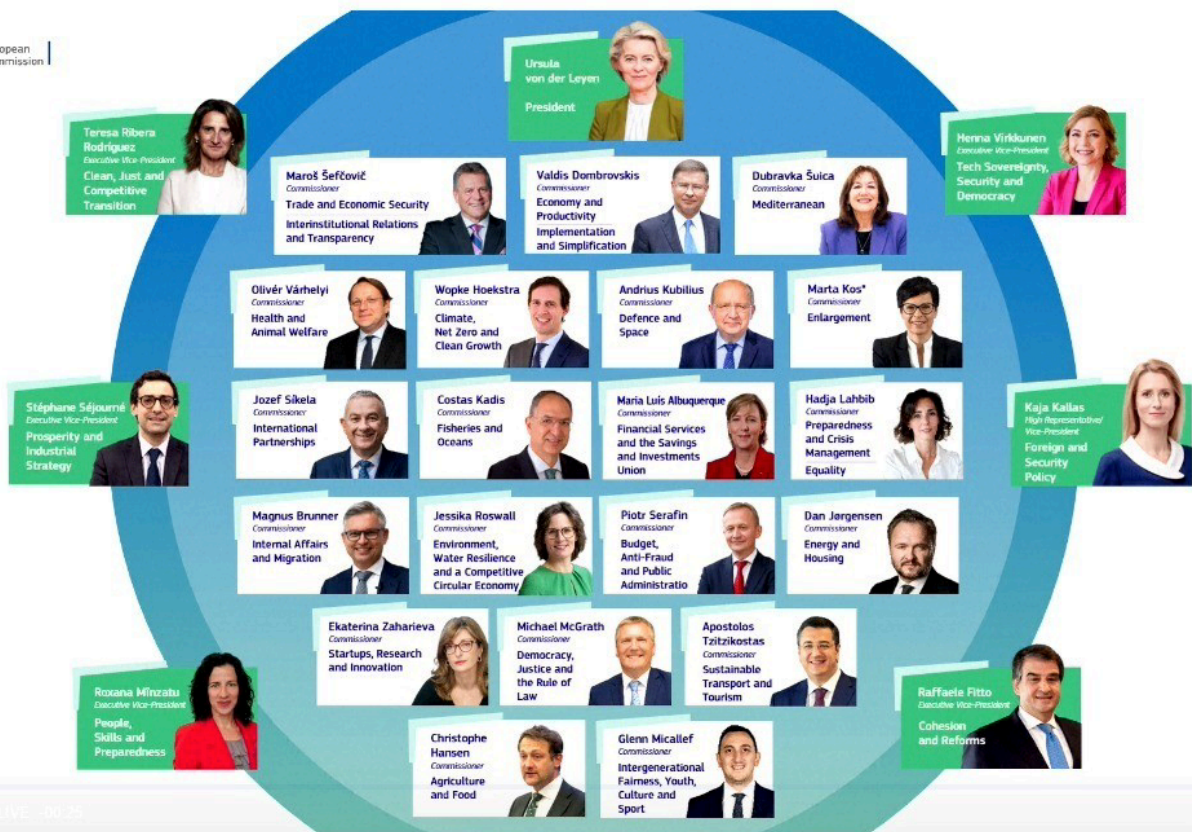 Ursula
von der Leyen
President
Teresa Ribera
Rodríguez
Executive Vice-President
Clean, Just and
Competitive
Transition
Henna Virkkunen
Executive Vice-President
Tech Sovereignty,
Security and
Democracy
Maroš Šefčovič
Commissioner
Trade and Economic Security
Interinstitutional Relations
and Transparency
Valdis Dombrovskis
Commissioner
Economy and
Productivity
Implementation
and Simplification
Dubravka Šuica
Commissioner
Mediterranean
Olivér Várhelyi
Commissioner
Health and
Animal Welfare
Wopke Hoekstra
Commissioner
Climate,
Net Zero and
Clean Growth
Andrius Kubilius
Commissioner
Defence and
Space
Marta Kos*
Commissioner
Enlargement
Stéphane Séjourné
Executive Vice-President
Prosperity and
Industrial
Strategy
Jozef Síkela
Commissioner
International
Partnerships
Costas Kadis
Commissioner
Fisheries and
Oceans
Maria Luís Albuquerque
Commissioner
Financial Services
and the Savings
and Investments
Union
Hadja Lahbib
Commissioner
Preparedness
and Crisis
Management
Equality
Kaja Kallas
High Representative/
Vice-President
Foreign and
Security
Policy
Magnus Brunner
Commissioner
Internal Affairs
and Migration
Jessika Roswall
Commissioner
Environment,
Water Resilience
and a Competitive
Circular Economy
Piotr Serafin
Commissioner
Budget,
Anti-Fraud
and Public
Administratio
Dan Jørgensen
Commissioner
Energy and
Housing
Ekaterina Zaharieva
Commissioner
Startups, Research
and Innovation
Michael McGrath
Commissioner
Democracy,
Justice and
the Rule of
Law
Apostolos
Tzitzikostas
Commissioner
Sustainable
Transport and
Tourism
Roxana Mînzatu
Executive Vice-President
People,
Skills and
Preparedness
Raffaele Fitto
Executive Vice-President
Cohesion
and Reforms
Christophe
Hansen
Commissioner
Agriculture
and Food
Glenn Micallef
Commissioner
Intergenerational
Fairness, Youth,
Culture and
Sport
LIVE -00:25